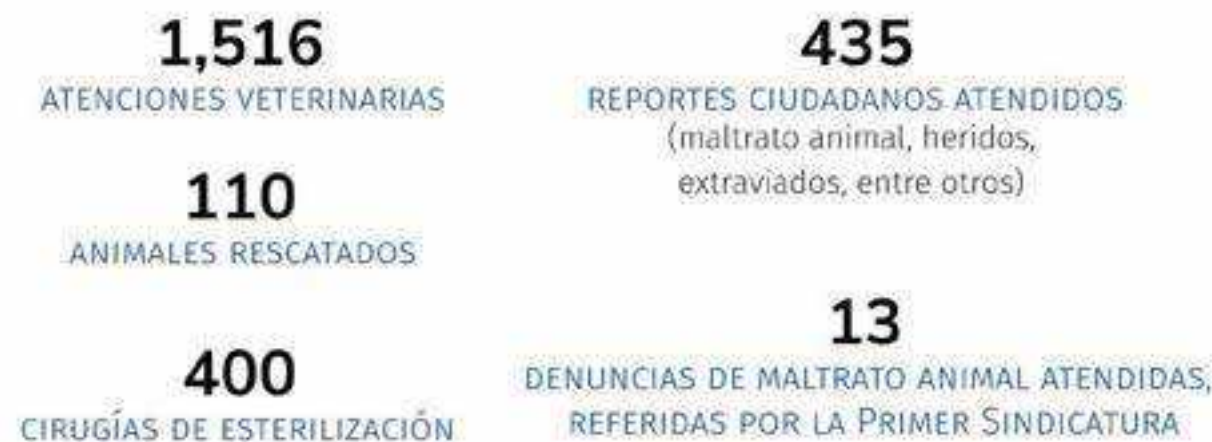 1,516
ATENCIONES VETERINARIAS
110
ANIMALES RESCATADOS
400
CIRUGÍAS DE ESTERILIZACIÓN
435
REPORTES CIUDADANOS ATENDIDOS
(maltrato animal, heridos,
extraviados, entre otros)
13
DENUNCIAS DE MALTRATO ANIMAL ATENDIDAS,
REFERIDAS POR LA PRIMER SINDICATURA